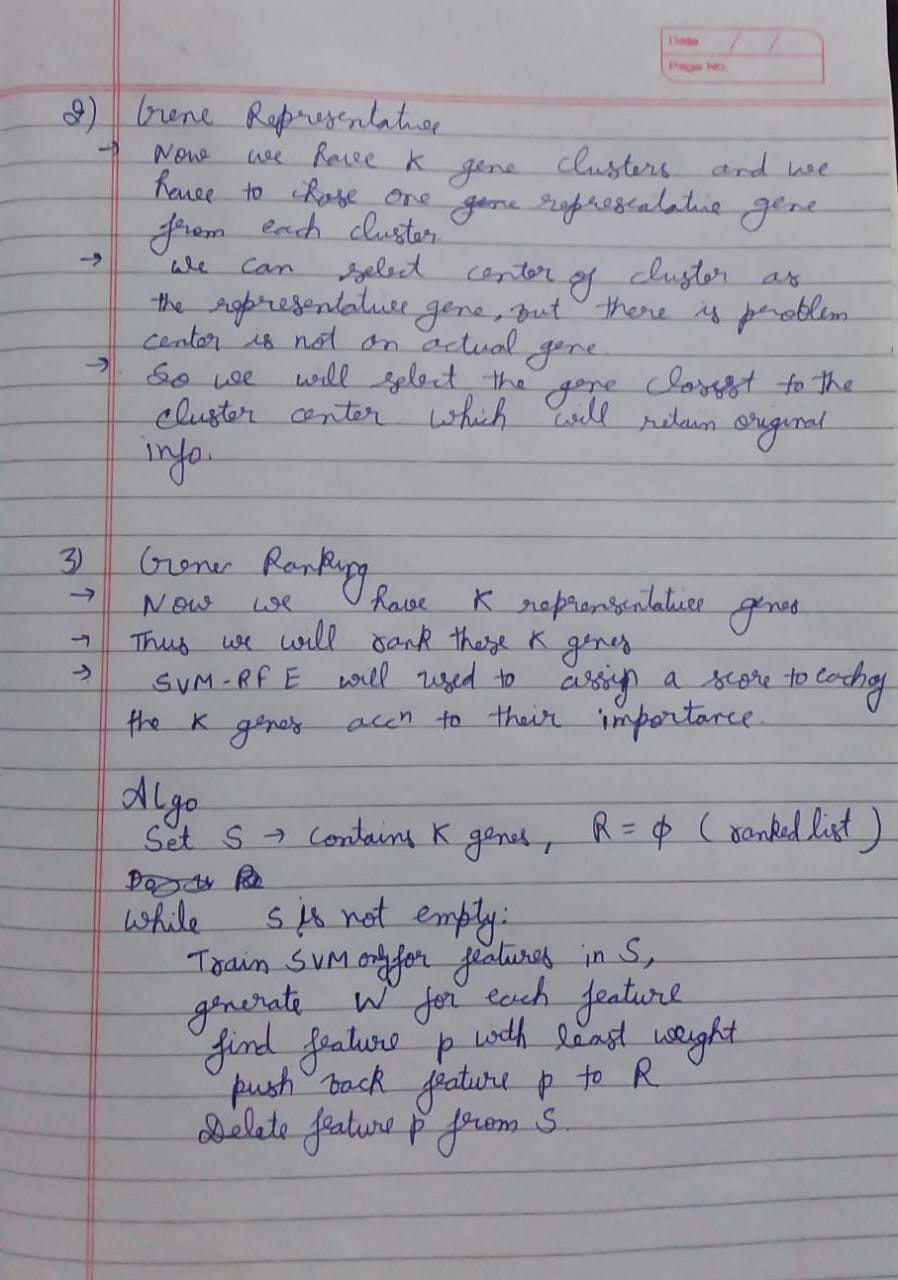 Date / /
Page No.
2) Gene Representative
→ Now we have K gene clusters and we
have to chose one gene representative gene
from each cluster
→ We can select center of cluster as
the representative gene, but there is problem
center is not an actual gene
→ So we will select the gene closest to the
cluster center which will retain original
info.
3) Gene Ranking
→ Now we have K representative genes
→ Thus we will rank these K genes
→ SVM-RFE will used to assign a score to each of
the K genes accn to their importance.
Algo
Set S → contains K genes, R = ϕ (ranked list)
While S is not empty:
Train SVM only for features in S,
generate W for each feature
find feature p with least weight
push back feature p to R
Delete feature p from S.